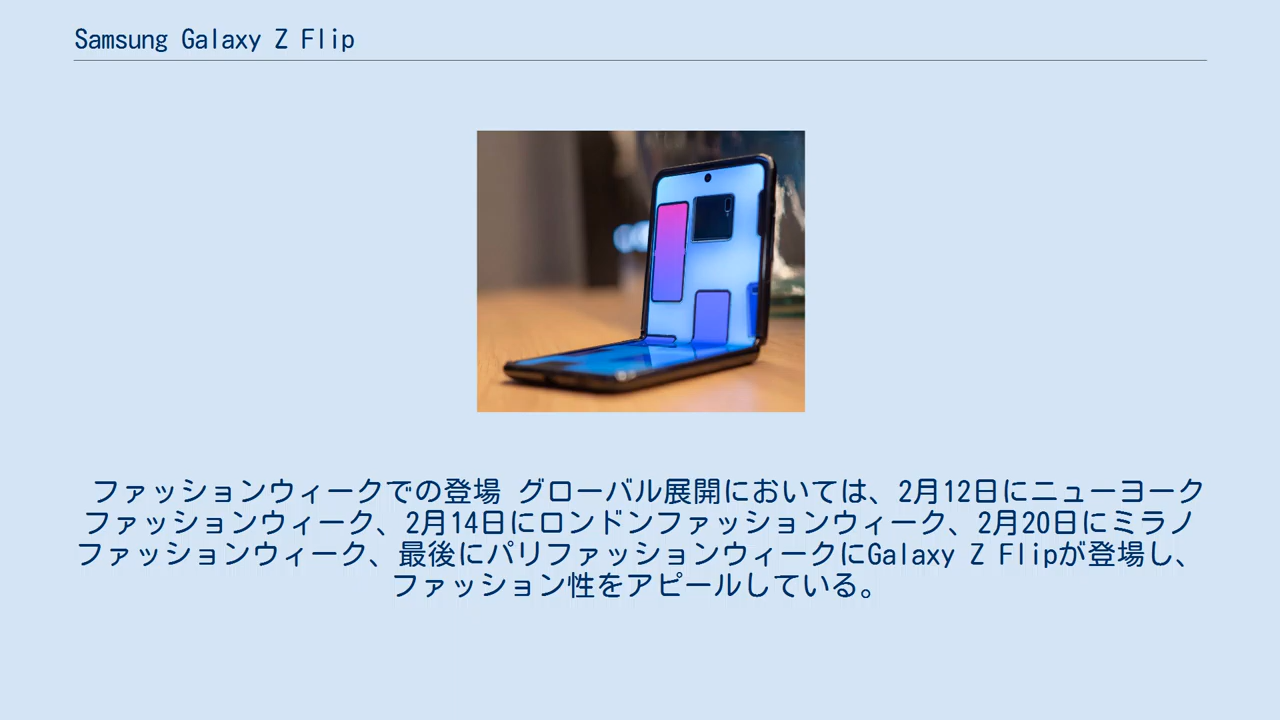 Samsung Galaxy Z Flip
ファッションウィークでの登場 グローバル展開においては、2月12日にニューヨーク
ファッションウィーク、2月14日にロンドンファッションウィーク、2月20日にミラノ
ファッションウィーク、最後にパリファッションウィークにGalaxy Z Flipが登場し、
ファッション性をアピールしている。